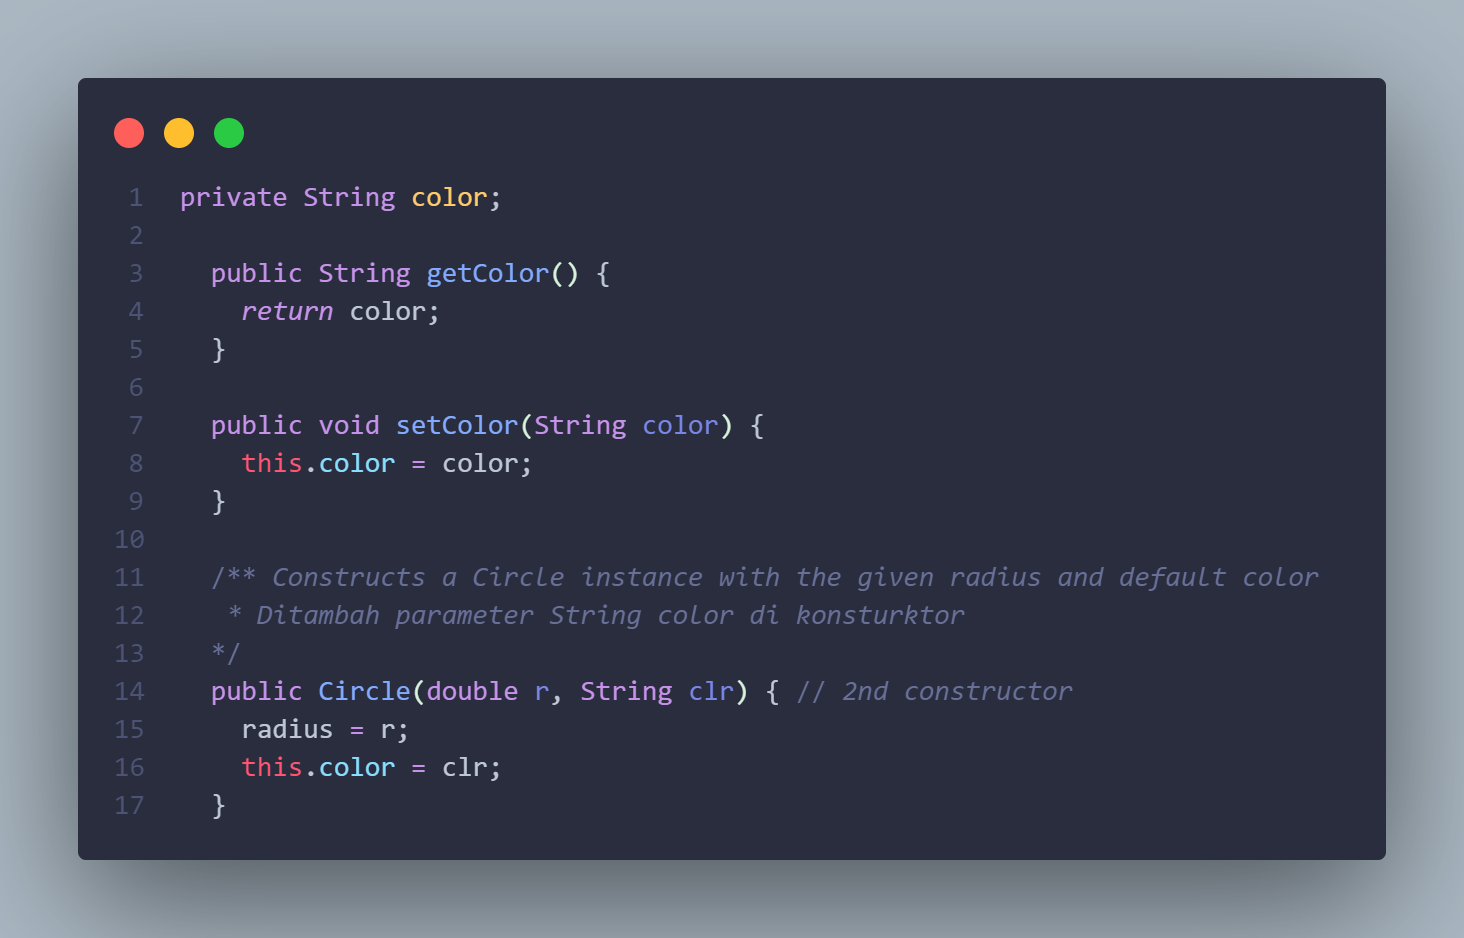 1 private String color;
2
3 public String getColor() {
4 return color;
5 }
6
7 public void setColor(String color) {
8 this.color = color;
9 }
10
11 /** Constructs a Circle instance with the given radius and default color
12 * Ditambah parameter String color di konsturktor
13 */
14 public Circle(double r, String clr) { // 2nd constructor
15 radius = r;
16 this.color = clr;
17 }